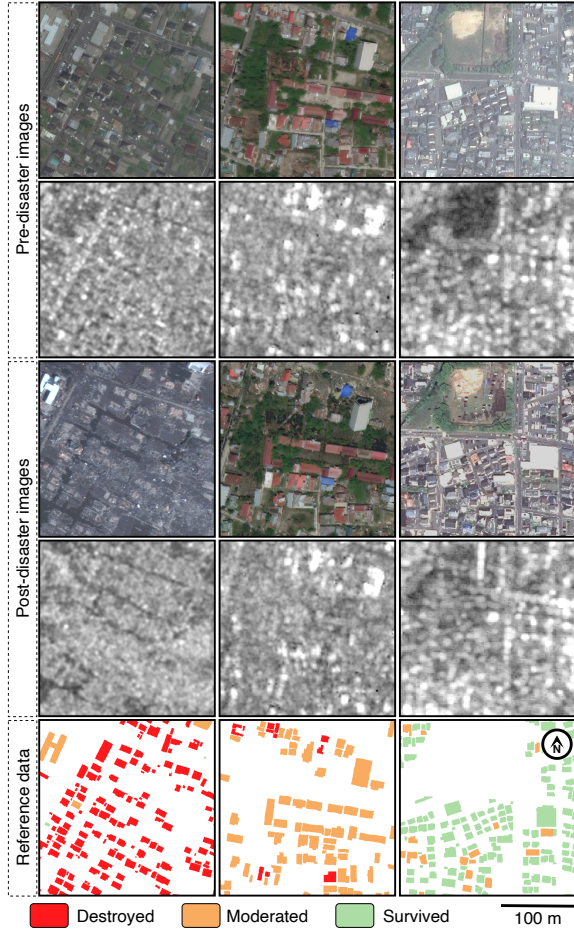 Pre-disaster images
Post-disaster images
Reference data
N
Destroyed
Moderated
Survived
100 m